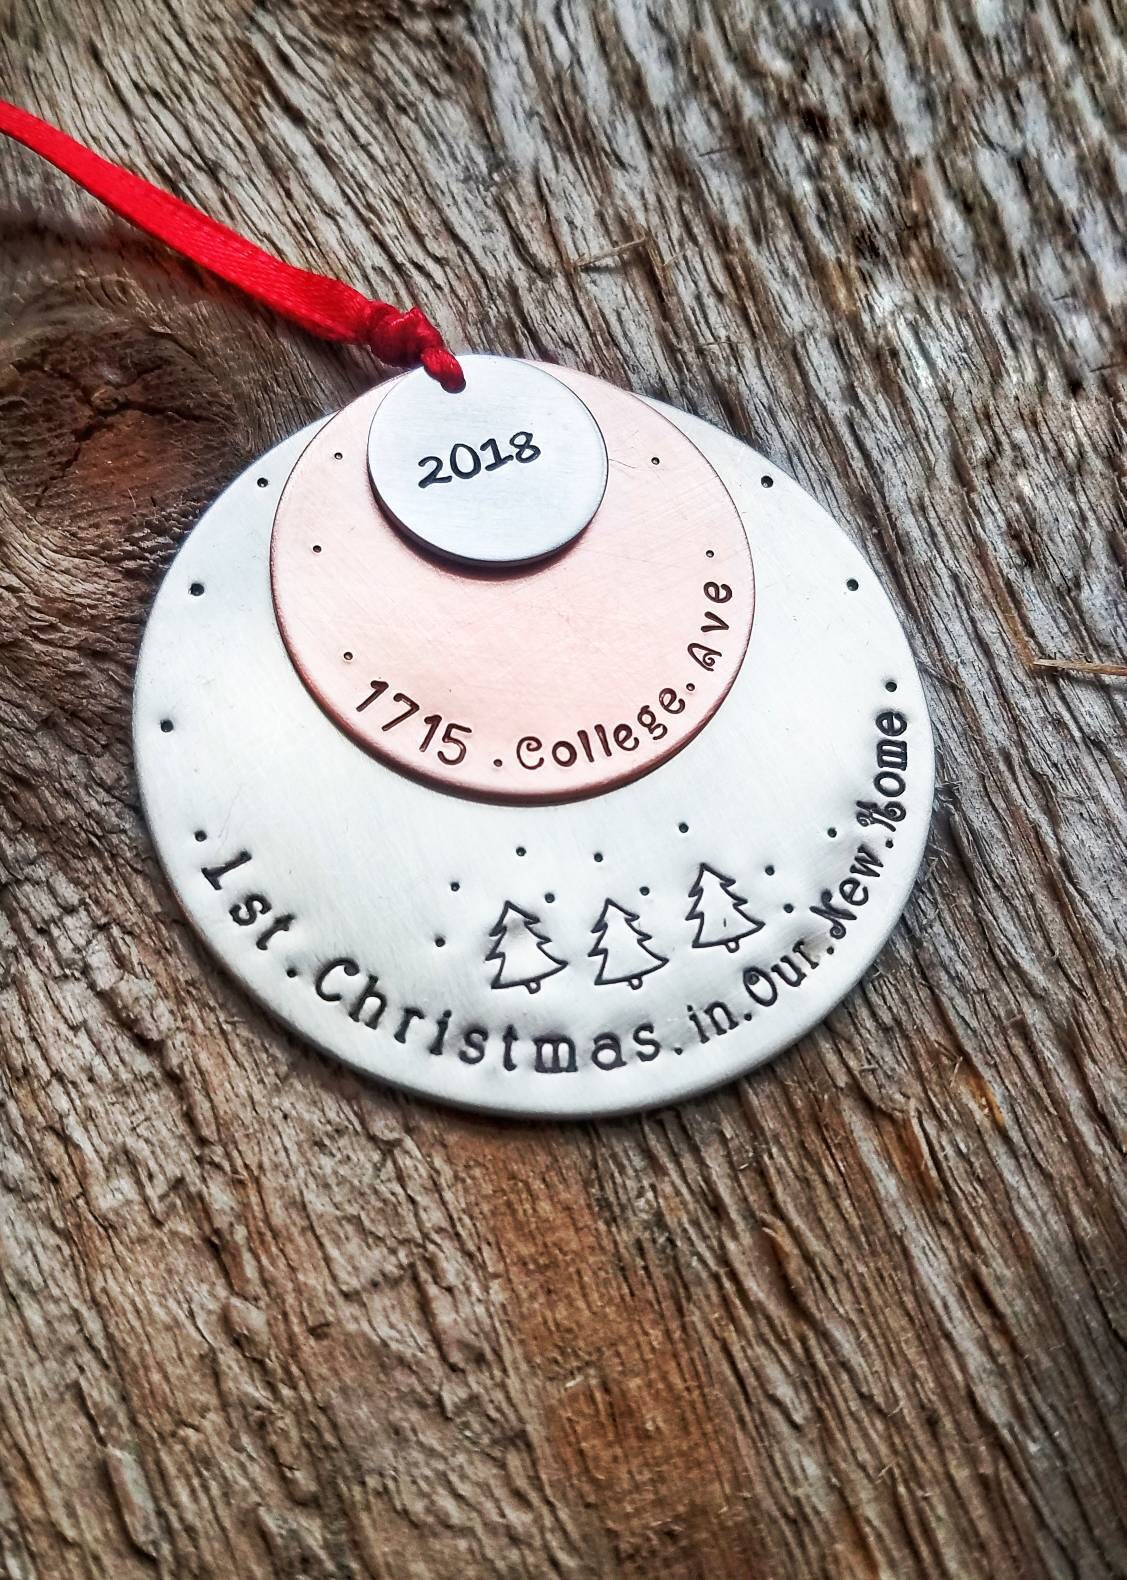 2018
1715 .College.Ave.
1st.Christmas.in.Our.New.Home.